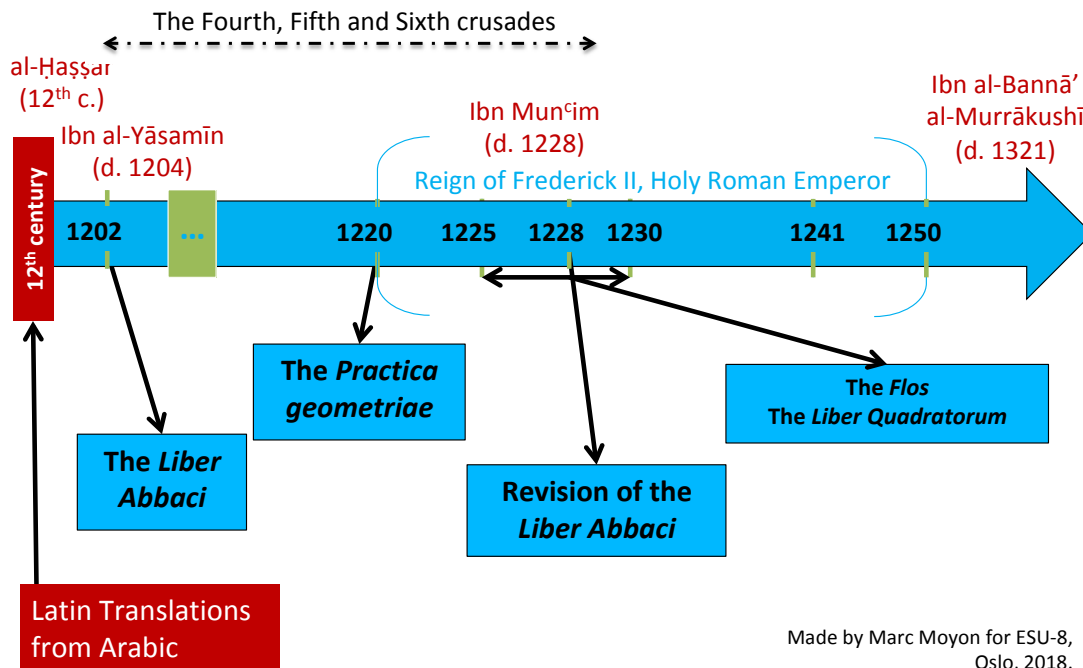 The Fourth, Fifth and Sixth crusades
al-Ḥaṣṣār
(12th c.)
Ibn al-Yāsamīn
(d. 1204)
Ibn Munᶜim
(d. 1228)
Ibn al-Bannā’
al-Murrākushī
(d. 1321)
Reign of Frederick II, Holy Roman Emperor
12th century
1202
...
1220
1225
1228
1230
1241
1250
The Practica
geometriae
The Flos
The Liber Quadratorum
The Liber
Abbaci
Revision of the
Liber Abbaci
Latin Translations
from Arabic
Made by Marc Moyon for ESU-8,
Oslo, 2018.